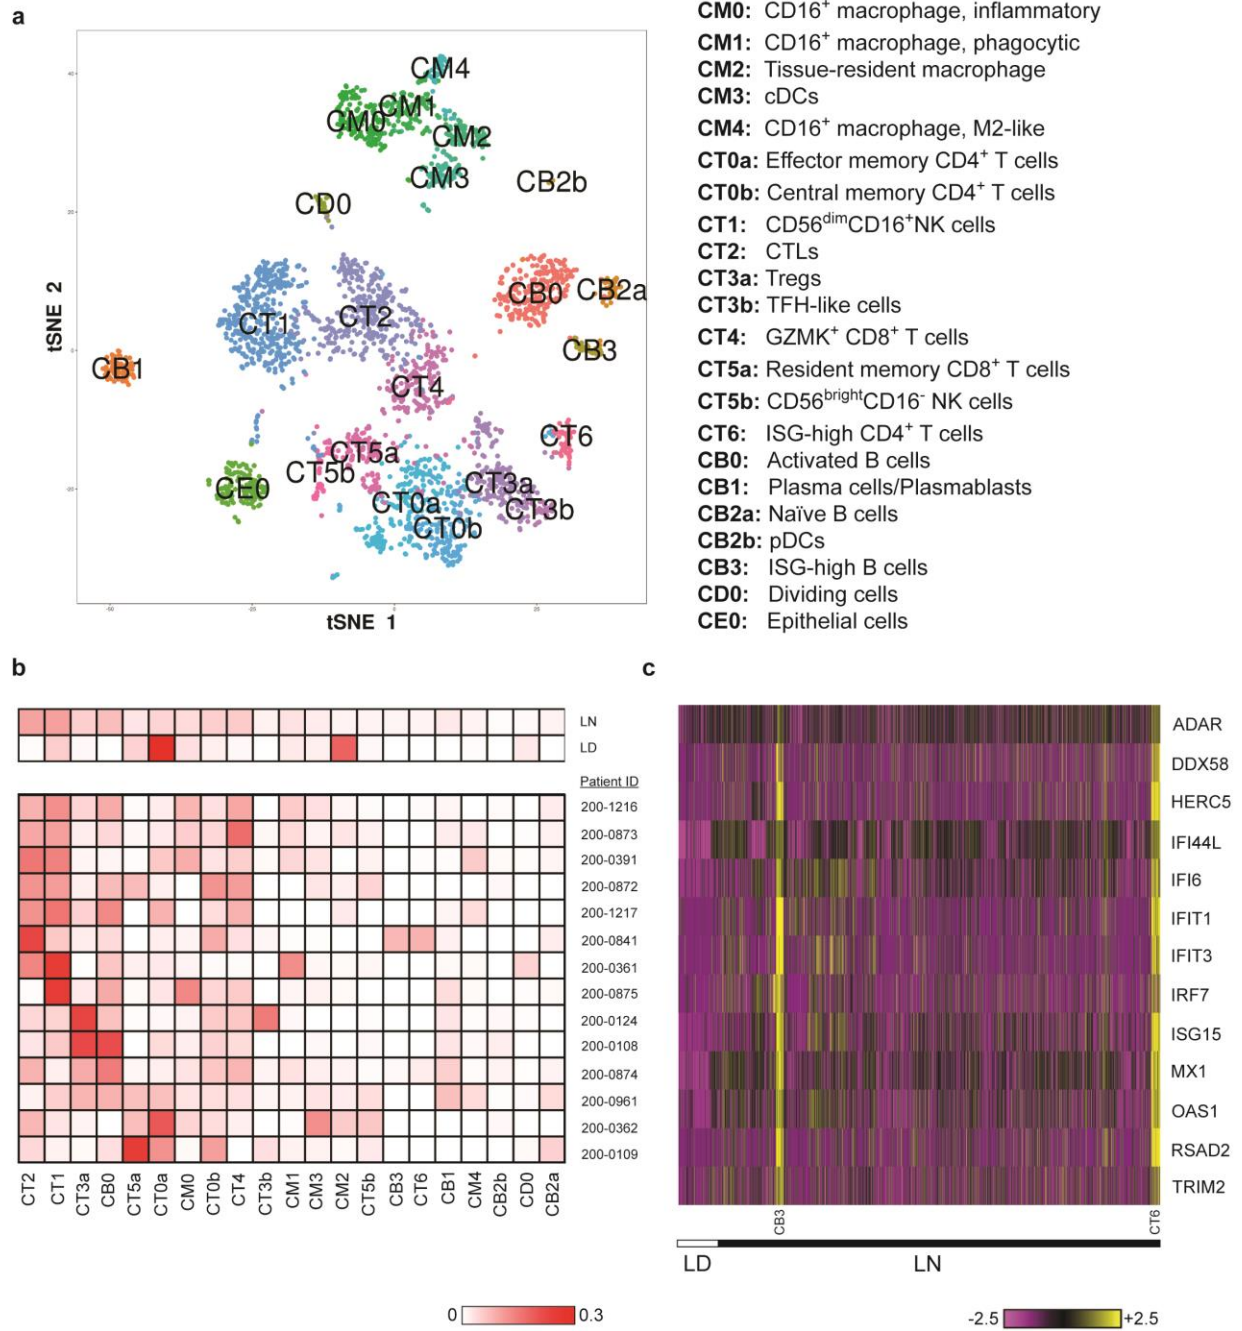 a
CM0: CD16+ macrophage, inflammatory
CM1: CD16+ macrophage, phagocytic
CM2: Tissue-resident macrophage
CM3: cDCs
CM4: CD16+ macrophage, M2-like
CT0a: Effector memory CD4+ T cells
CT0b: Central memory CD4+ T cells
CT1: CD56dimCD16+NK cells
CT2: CTLs
CT3a: Tregs
CT3b: TFH-like cells
CT4: GZMK+ CD8+ T cells
CT5a: Resident memory CD8+ T cells
CT5b: CD56brightCD16- NK cells
CT6: ISG-high CD4+ T cells
CB0: Activated B cells
CB1: Plasma cells/Plasmablasts
CB2a: Naïve B cells
CB2b: pDCs
CB3: ISG-high B cells
CD0: Dividing cells
CE0: Epithelial cells
CM4
CM1
CM0
CM2
CM3
CB2b
CD0
CB0
CB2a
CT2
CT1
CB3
CB1
CT4
CT6
CT5a
CT5b
CT3a
CE0
CT0a
CT3b
CT0b
tSNE 2
tSNE 1
b
LN
LD
Patient ID
200-1216
200-0873
200-0391
200-0872
200-1217
200-0841
200-0361
200-0875
200-0124
200-0108
200-0874
200-0961
200-0362
200-0109
CT2 CT1 CT3a CB0 CT5a CT0a CM0 CT0b CT4 CT3b CM1 CM3 CM2 CT5b CB3 CT6 CB1 CM4 CB2b CD0 CB2a
0 0.3
c
ADAR
DDX58
HERC5
IFI44L
IFI6
IFIT1
IFIT3
IRF7
ISG15
MX1
OAS1
RSAD2
TRIM2
CB3 CT6
LD LN
-2.5 +2.5